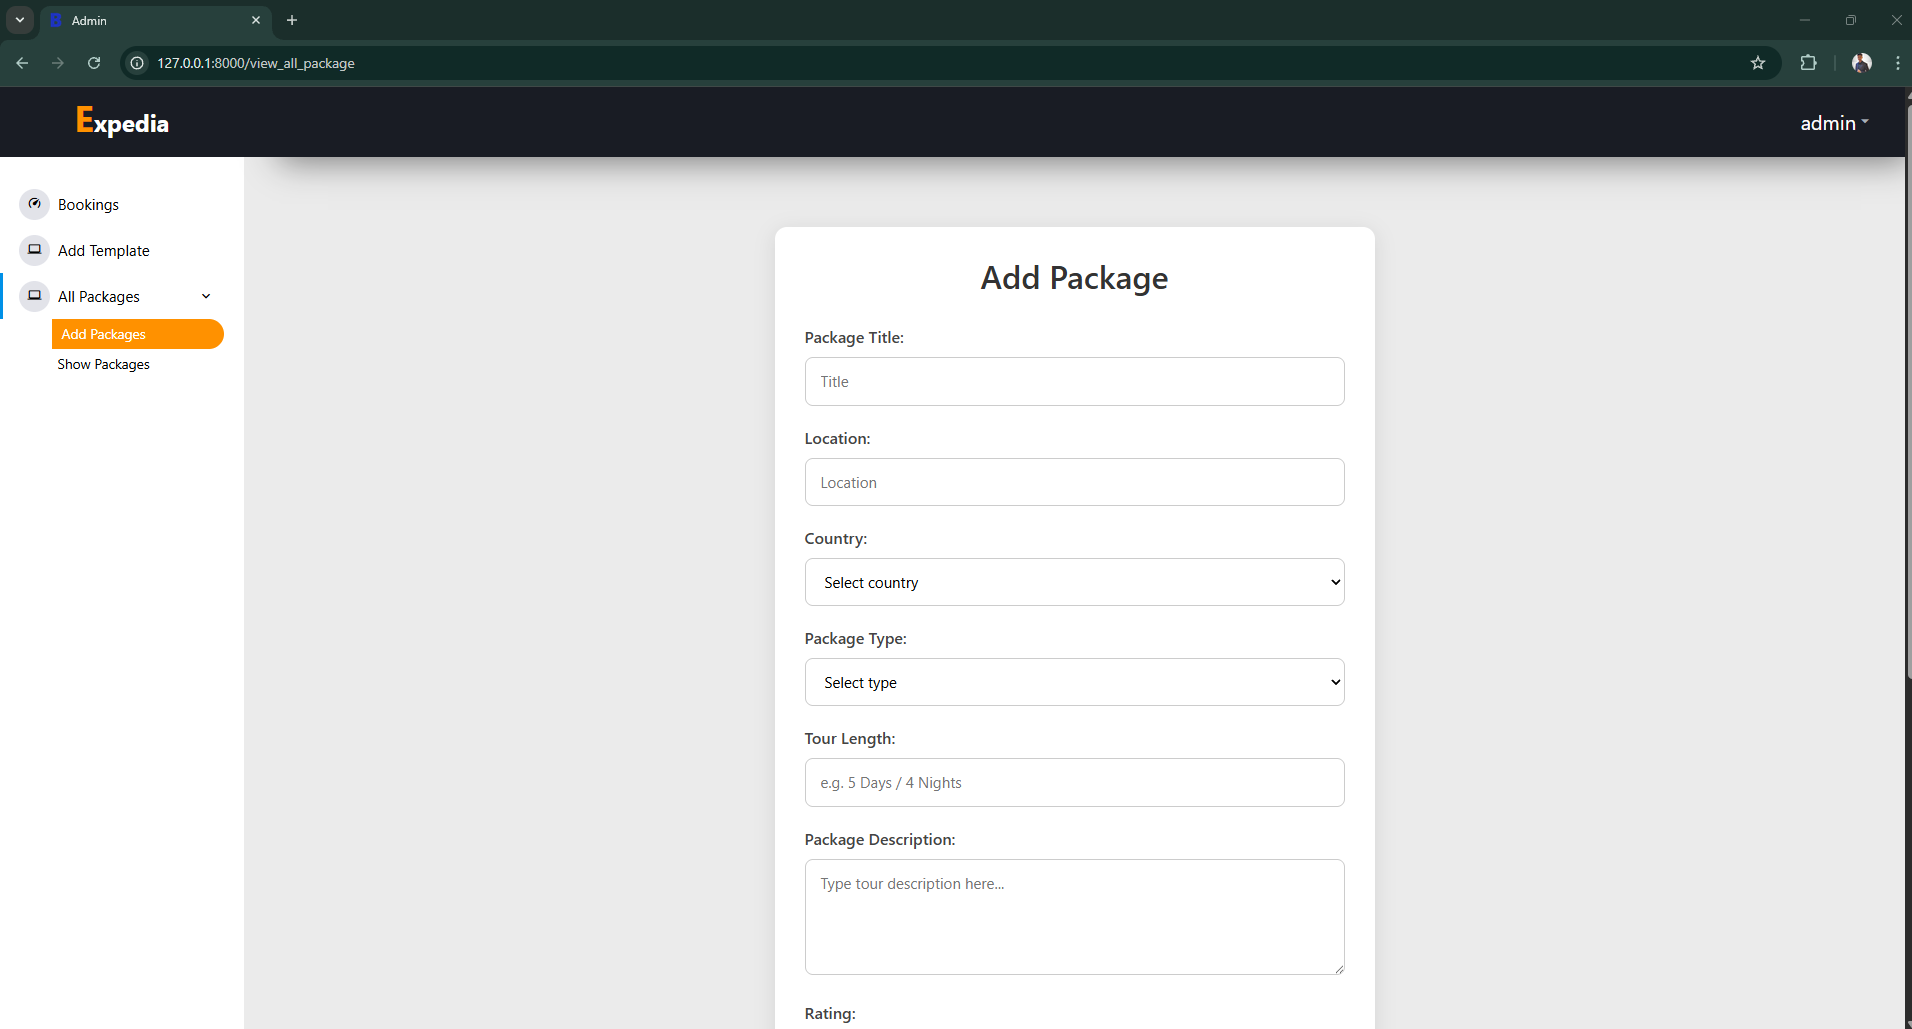 Admin
127.0.0.1:8000/view_all_package
Expedia
admin
Bookings
Add Template
All Packages
Add Packages
Show Packages
Add Package
Package Title:
Title
Location:
Location
Country:
Select country
Package Type:
Select type
Tour Length:
e.g. 5 Days / 4 Nights
Package Description:
Type tour description here...
Rating: